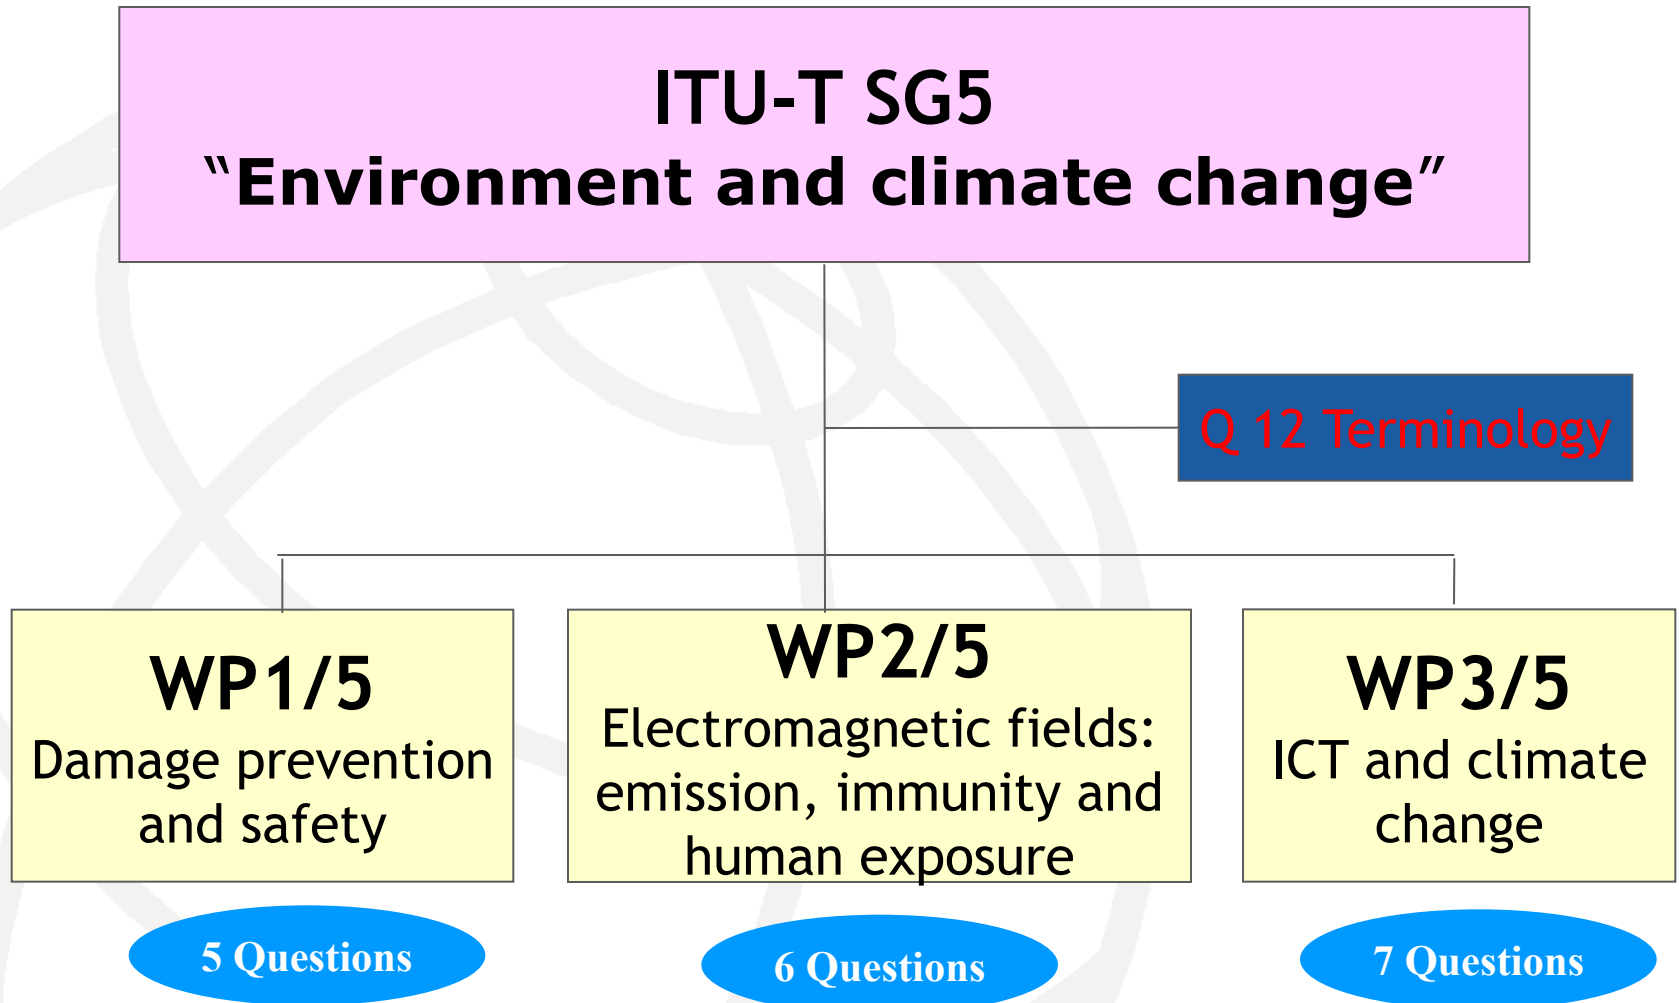 ITU-T SG5
“Environment and climate change”
Q 12 Terminology
WP1/5
Damage prevention
and safety
WP2/5
Electromagnetic fields:
emission, immunity and
human exposure
WP3/5
ICT and climate
change
5 Questions
6 Questions
7 Questions